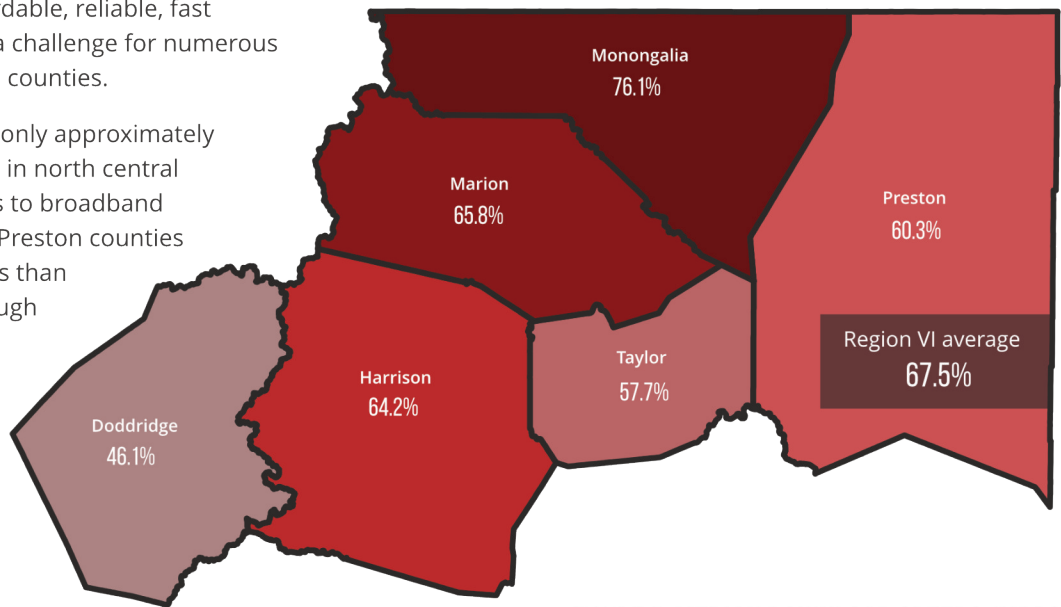 rdable, reliable, fast
a challenge for numerous
counties.
only approximately
in north central
s to broadband
Preston counties
s than
ugh
Monongalia
76.1%
Marion
65.8%
Preston
60.3%
Region VI average
67.5%
Taylor
57.7%
Harrison
64.2%
Doddridge
46.1%